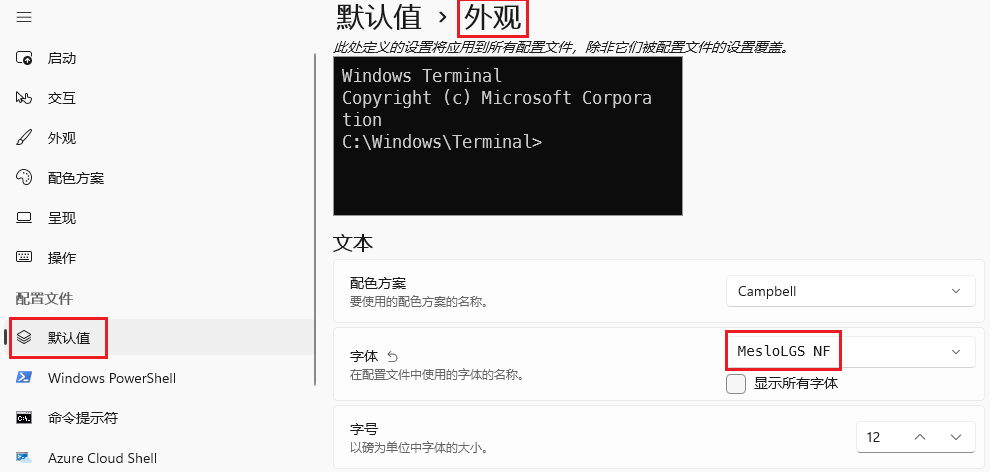 启动
交互
外观
配色方案
呈现
操作
配置文件
默认值
Windows PowerShell
命令提示符
Azure Cloud Shell
默认值 › 外观
此处定义的设置将应用到所有配置文件，除非它们被配置文件的设置覆盖。
Windows Terminal
Copyright (c) Microsoft Corpora
tion
C:\Windows\Terminal>
文本
配色方案
要使用的配色方案的名称。
Campbell
字体
在配置文件中使用的字体的名称。
MesloLGS NF
显示所有字体
字号
以磅为单位中字体的大小。
12